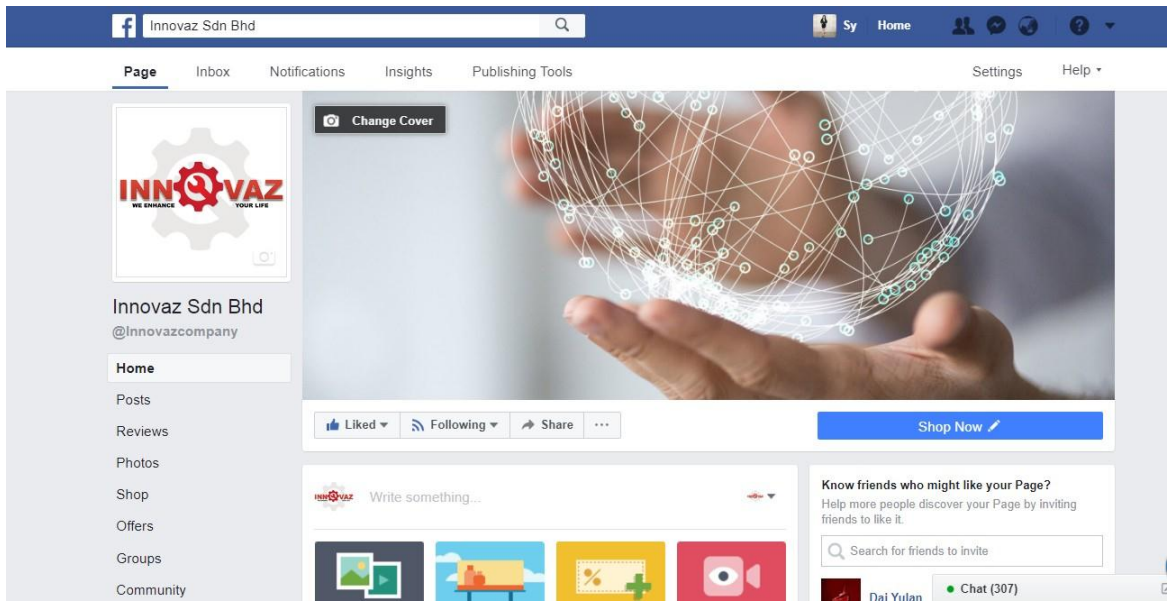 Innovaz Sdn Bhd
Sy Home
Page Inbox Notifications Insights Publishing Tools Settings Help
Change Cover
INNOVAZ
WE ENHANCE YOUR LIFE
Innovaz Sdn Bhd
@Innovazcompany
Home
Posts
Reviews
Photos
Shop
Offers
Groups
Community
Liked Following Share ...
Shop Now
INNOVAZ Write something...
Know friends who might like your Page?
Help more people discover your Page by inviting
friends to like it.
Search for friends to invite
Dai Yulan
Chat (307)